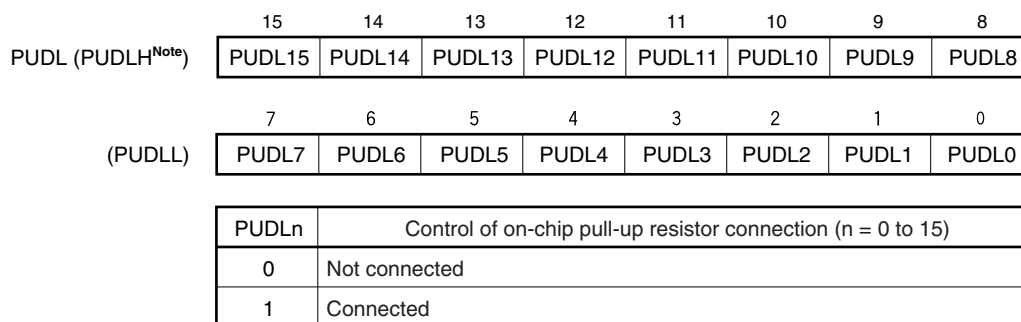 15 14 13 12 11 10 9 8
PUDL (PUDLH^Note) PUDL15 PUDL14 PUDL13 PUDL12 PUDL11 PUDL10 PUDL9 PUDL8
7 6 5 4 3 2 1 0
(PUDLL) PUDL7 PUDL6 PUDL5 PUDL4 PUDL3 PUDL2 PUDL1 PUDL0
PUDLn Control of on-chip pull-up resistor connection (n = 0 to 15)
0 Not connected
1 Connected